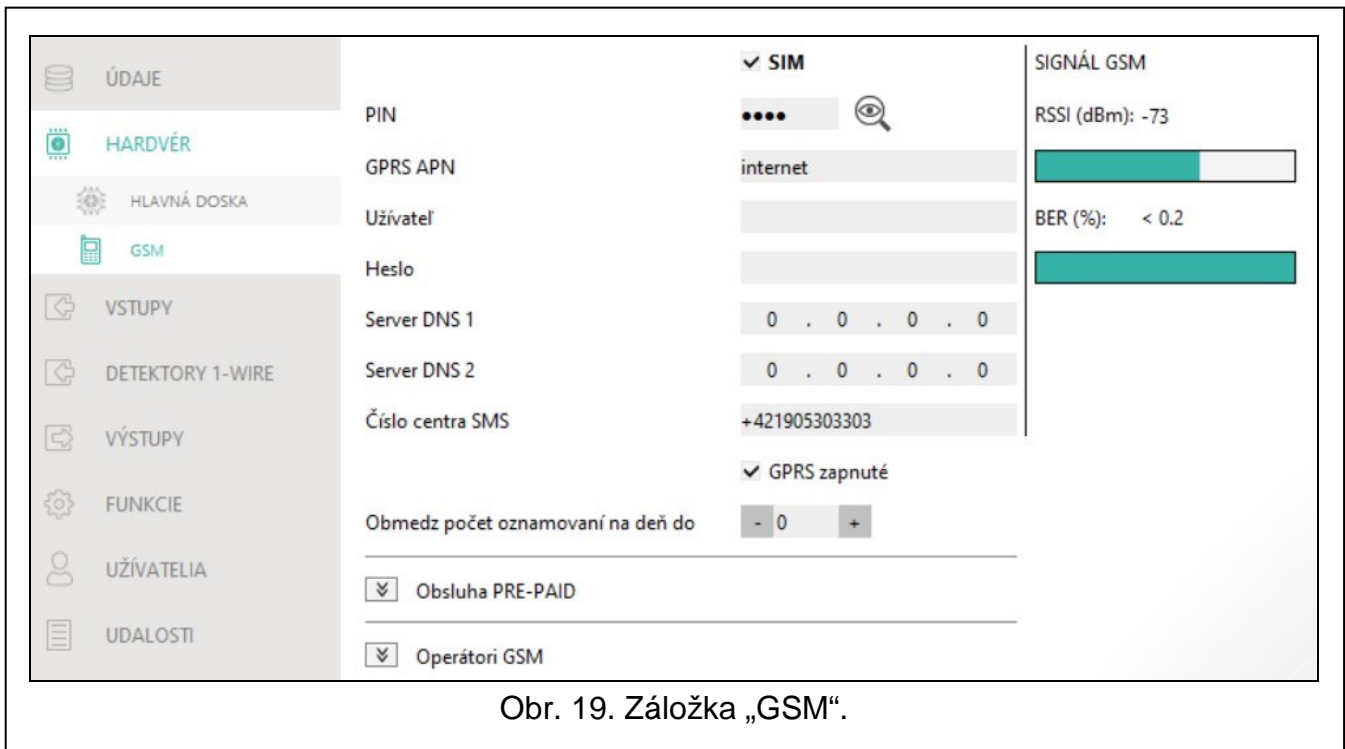 ÚDAJE
HARDVÉR
HLAVNÁ DOSKA
GSM
VSTUPY
DETEKTORY 1-WIRE
VÝSTUPY
FUNKCIE
UŽÍVATELIA
UDALOSTI
SIM
PIN ••••
GPRS APN internet
Užívateľ
Heslo
Server DNS 1 0 . 0 . 0 . 0
Server DNS 2 0 . 0 . 0 . 0
Číslo centra SMS +421905303303
GPRS zapnuté
Obmedz počet oznamovaní na deň do - 0 +
Obsluha PRE-PAID
Operátori GSM
SIGNÁL GSM
RSSI (dBm): -73
BER (%): < 0.2
Obr. 19. Záložka „GSM“.